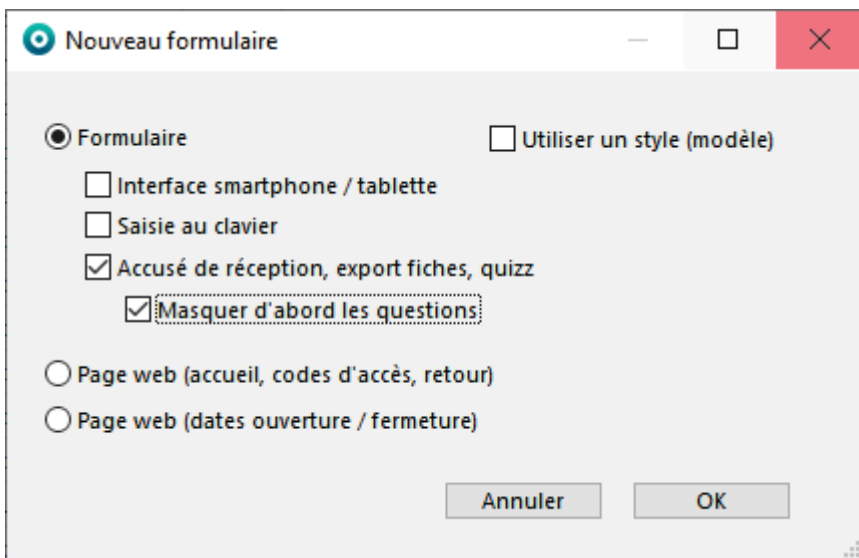 Nouveau formulaire
Formulaire
Utiliser un style (modèle)
Interface smartphone / tablette
Saisie au clavier
Accusé de réception, export fiches, quizz
Masquer d'abord les questions
Page web (accueil, codes d'accès, retour)
Page web (dates ouverture / fermeture)
Annuler
OK